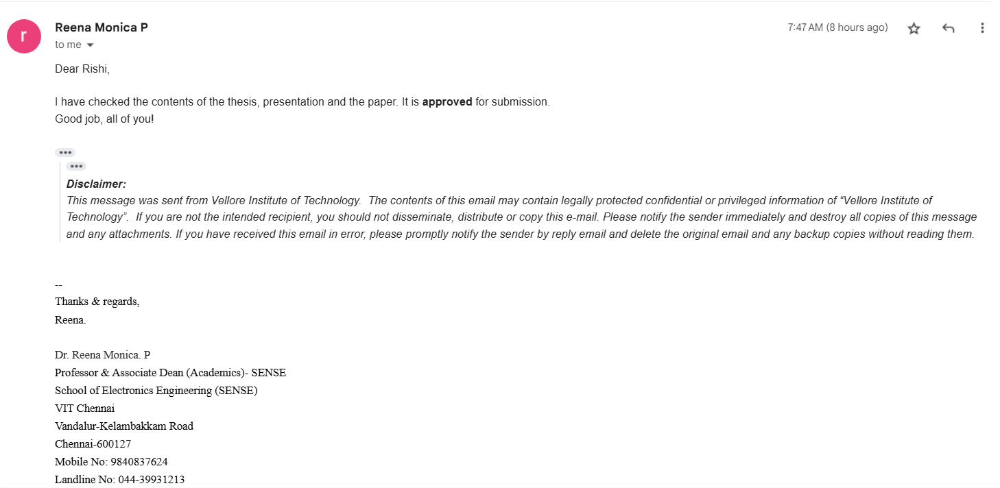 r
Reena Monica P
7:47 AM (8 hours ago)
to me
Dear Rishi,
I have checked the contents of the thesis, presentation and the paper. It is approved for submission.
Good job, all of you!
Disclaimer:
This message was sent from Vellore Institute of Technology.  The contents of this email may contain legally protected confidential or privileged information of “Vellore Institute of
Technology”.  If you are not the intended recipient, you should not disseminate, distribute or copy this e-mail. Please notify the sender immediately and destroy all copies of this message
and any attachments. If you have received this email in error, please promptly notify the sender by reply email and delete the original email and any backup copies without reading them.
--
Thanks & regards,
Reena.
Dr. Reena Monica. P
Professor & Associate Dean (Academics)- SENSE
School of Electronics Engineering (SENSE)
VIT Chennai
Vandalur-Kelambakkam Road
Chennai-600127
Mobile No: 9840837624
Landline No: 044-39931213